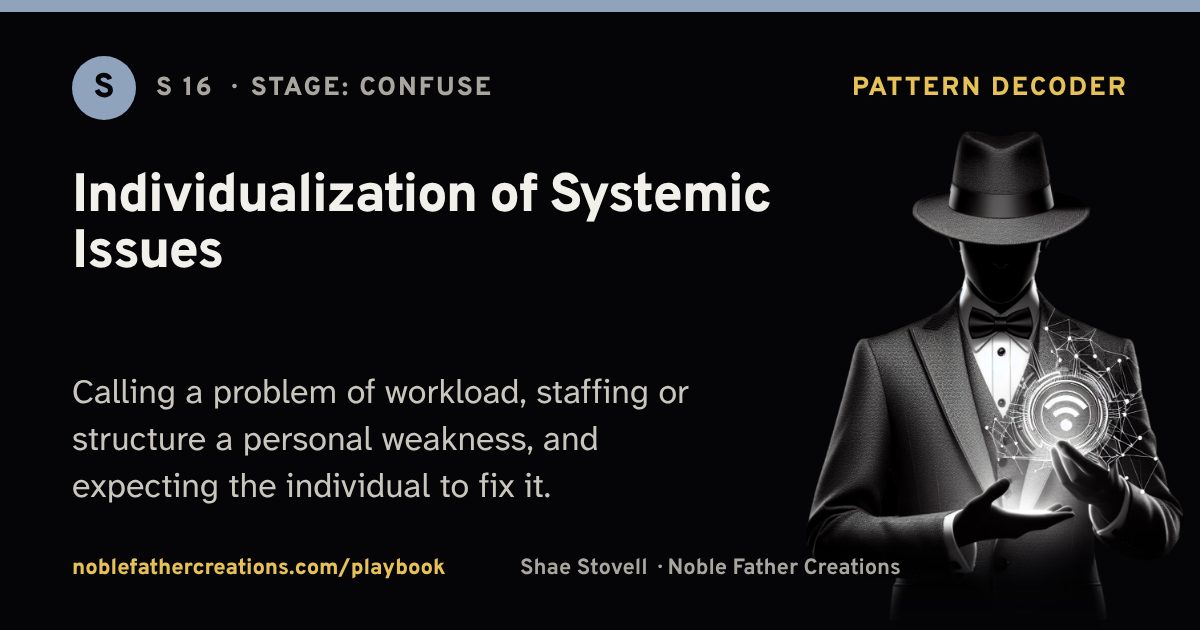 S
S 16 · STAGE: CONFUSE
PATTERN DECODER
Individualization of Systemic
Issues
Calling a problem of workload, staffing or
structure a personal weakness, and
expecting the individual to fix it.
noblefathercreations.com/playbook
Shae Stovell · Noble Father Creations